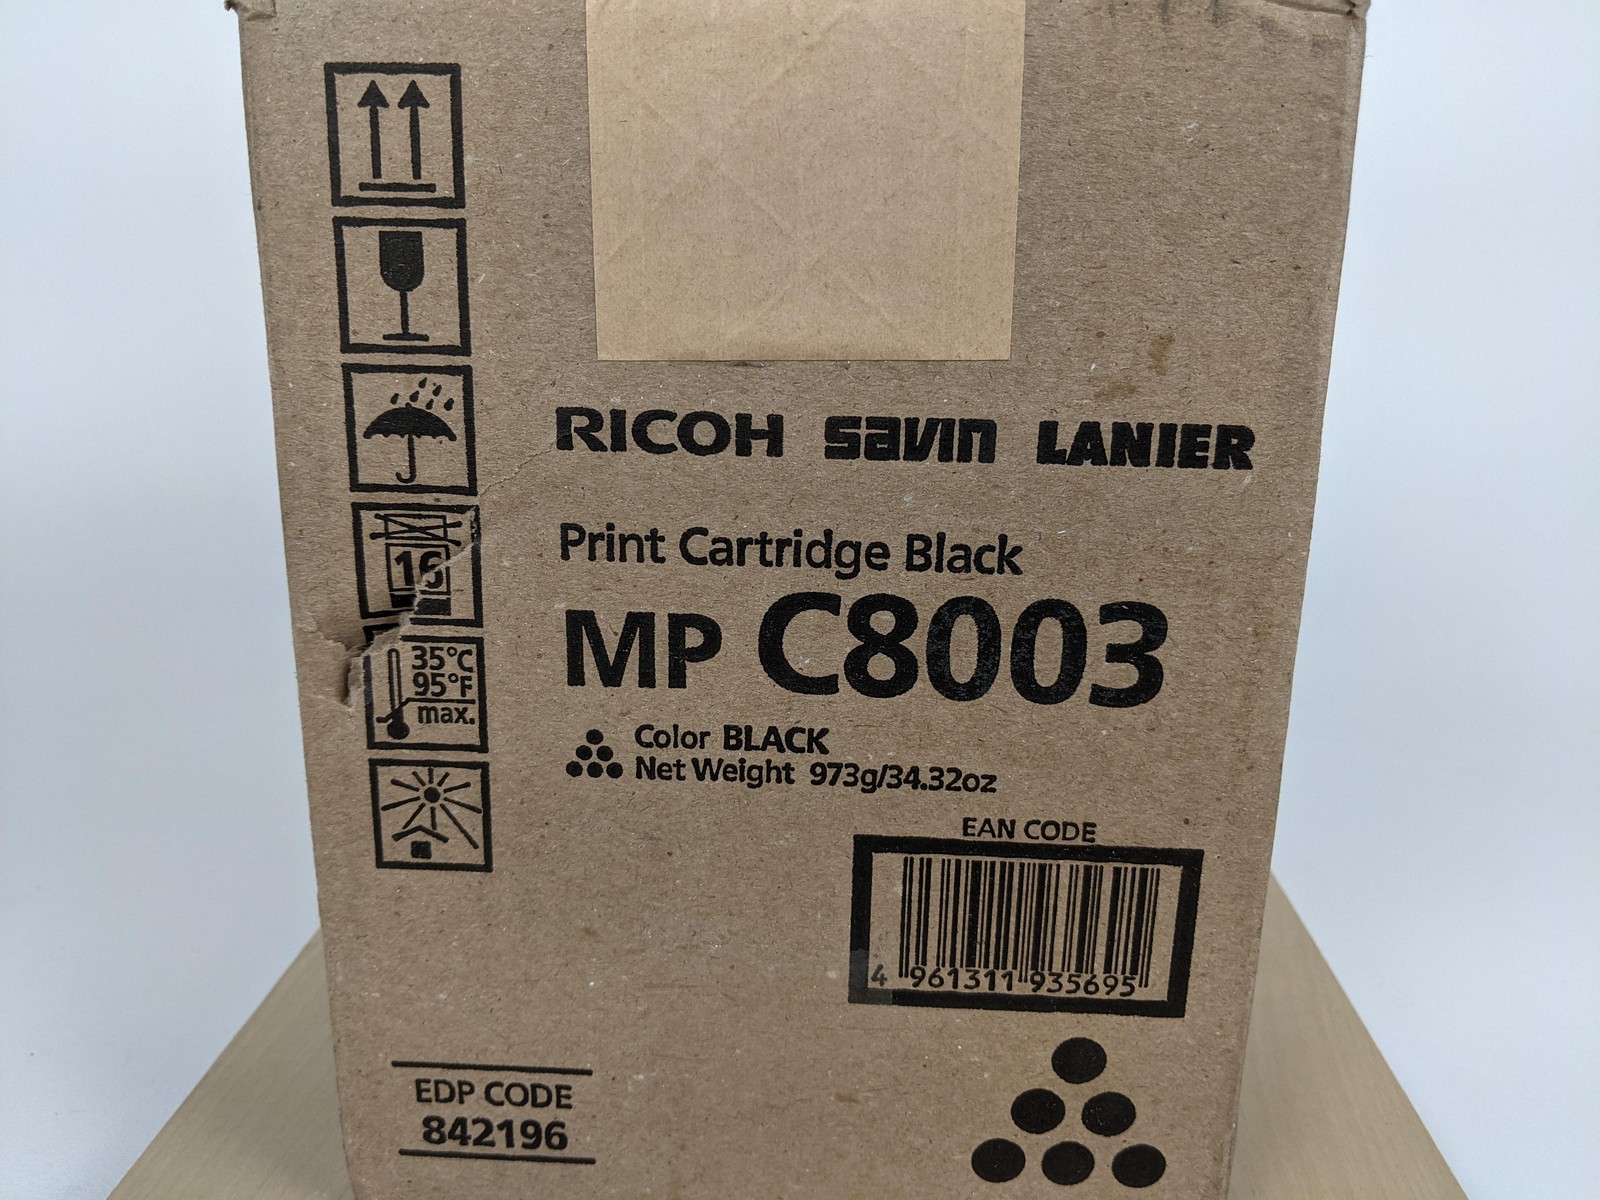 RICOH savin LANIER
Print Cartridge Black
MP C8003
Color BLACK
Net Weight 973g/34.32oz
16
35°C
95°F
max.
EAN CODE
4 961311 935695
EDP CODE
842196